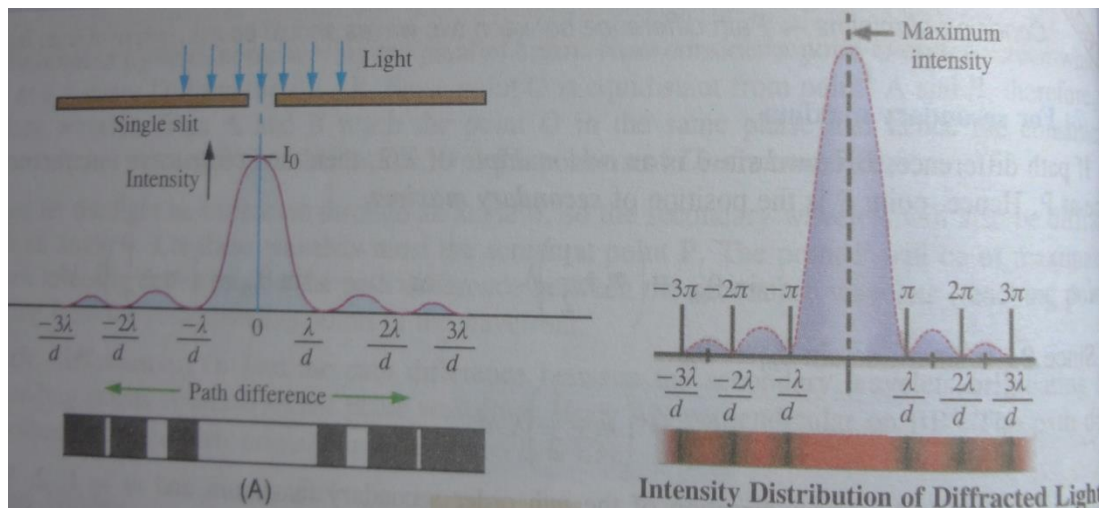 Light
Single slit
I₀
Intensity
−3λ/d −2λ/d −λ/d 0 λ/d 2λ/d 3λ/d
Path difference
(A)
Maximum
intensity
−3π −2π −π π 2π 3π
−3λ/d −2λ/d −λ/d λ/d 2λ/d 3λ/d
Intensity Distribution of Diffracted Light